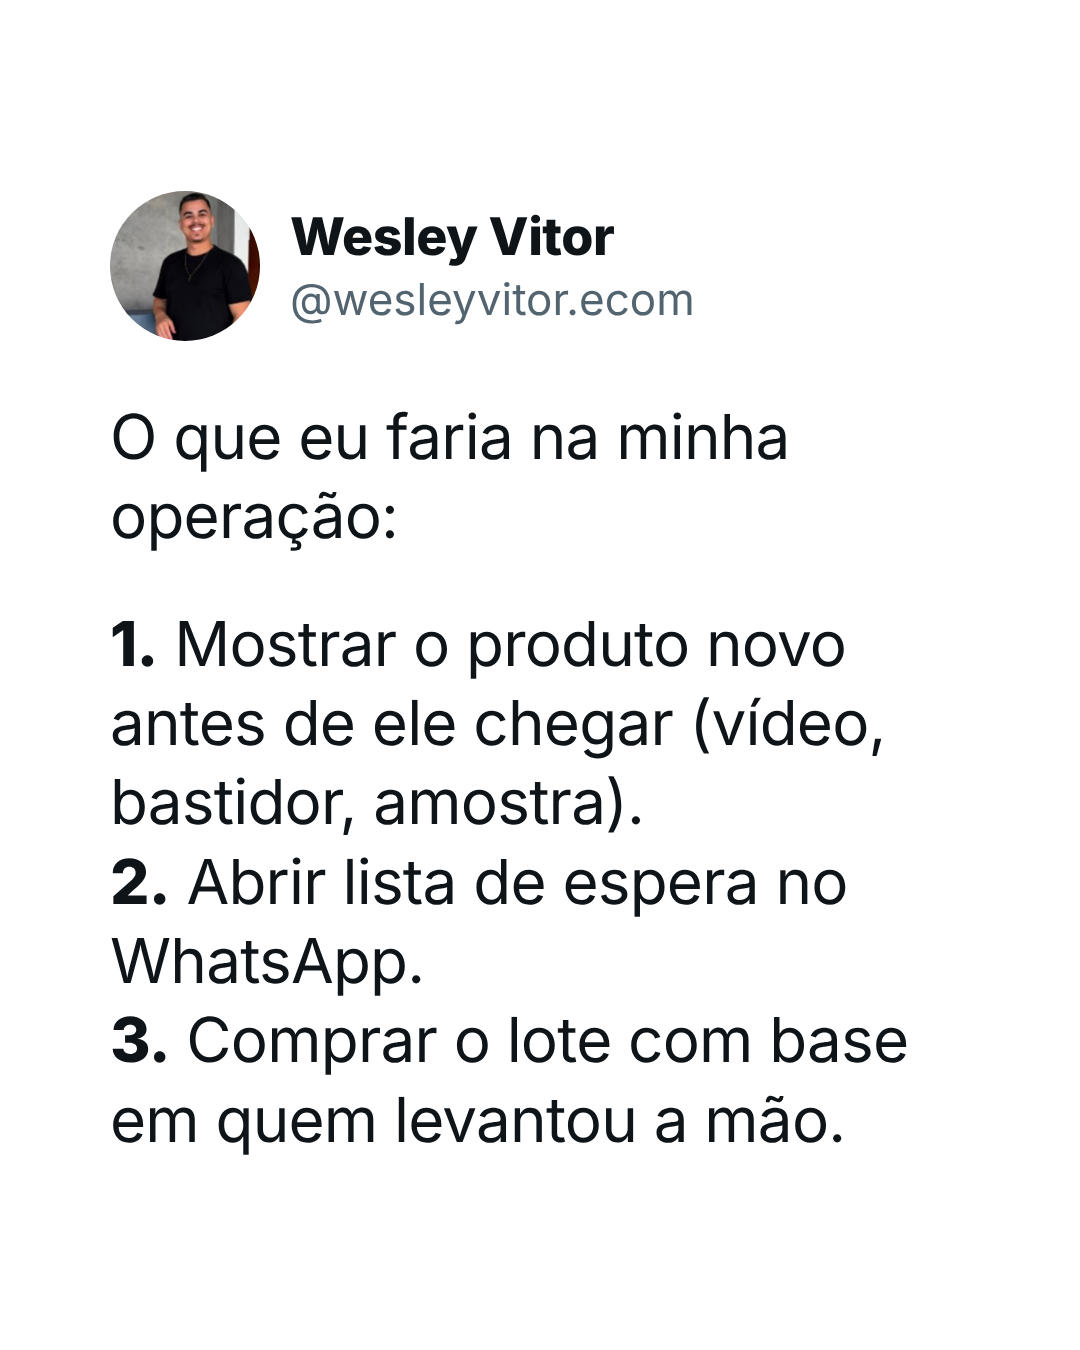 Wesley Vitor
@wesleyvitor.ecom
O que eu faria na minha
operação:
1. Mostrar o produto novo
antes de ele chegar (vídeo,
bastidor, amostra).
2. Abrir lista de espera no
WhatsApp.
3. Comprar o lote com base
em quem levantou a mão.